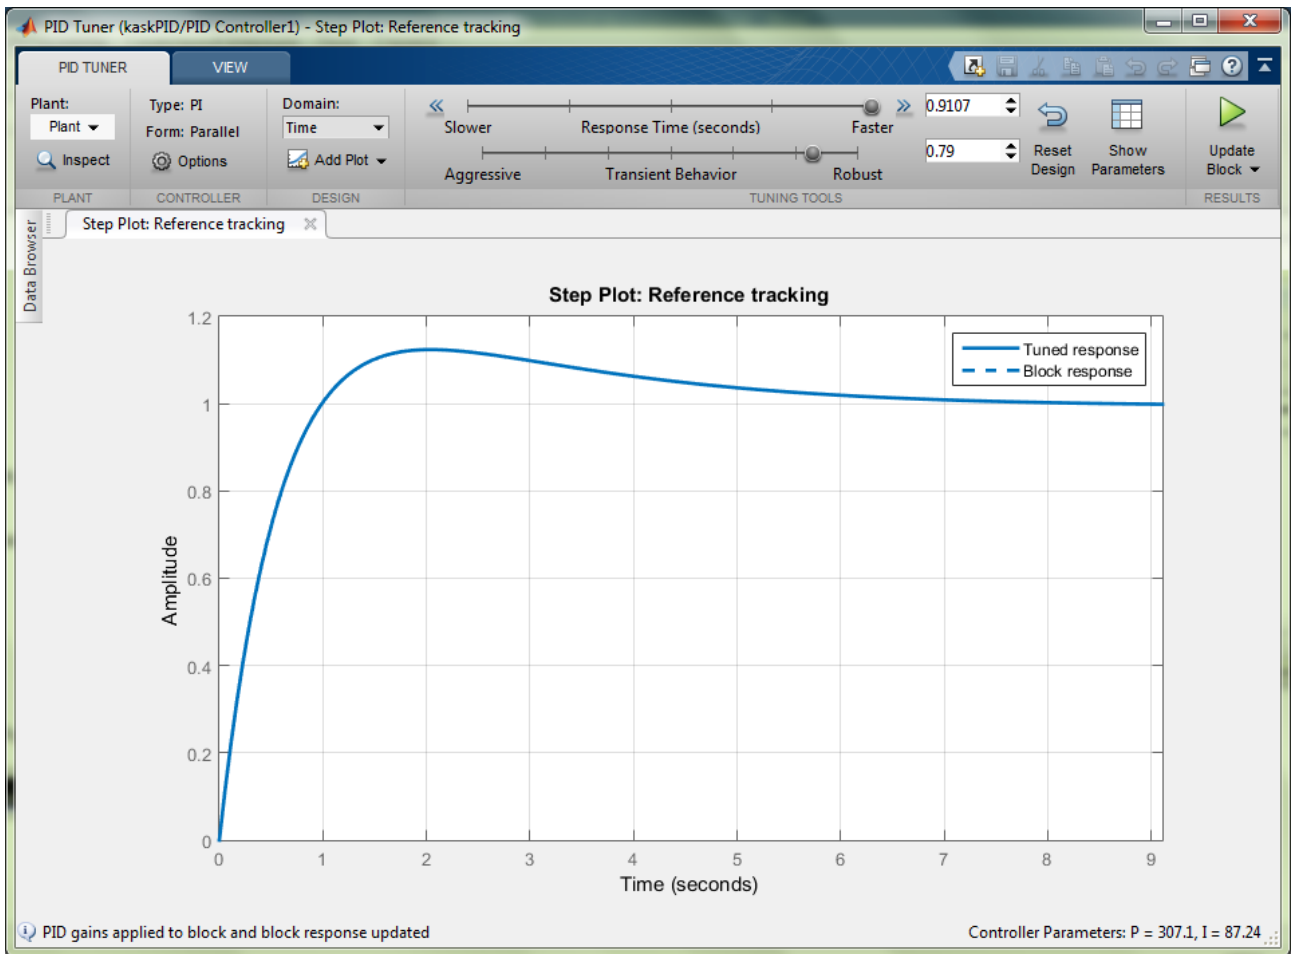 PID Tuner (kaskPID/PID Controller1) - Step Plot: Reference tracking
PID TUNER
VIEW
Plant:
Plant
Inspect
PLANT
Type: PI
Form: Parallel
Options
CONTROLLER
Domain:
Time
Add Plot
DESIGN
Slower
Response Time (seconds)
Faster
0.9107
Aggressive
Transient Behavior
Robust
0.79
Reset
Design
Show
Parameters
TUNING TOOLS
Update
Block
RESULTS
Data Browser
Step Plot: Reference tracking
Step Plot: Reference tracking
Tuned response
Block response
Amplitude
1.2
1
0.8
0.6
0.4
0.2
0
0 1 2 3 4 5 6 7 8 9
Time (seconds)
PID gains applied to block and block response updated
Controller Parameters: P = 307.1, I = 87.24